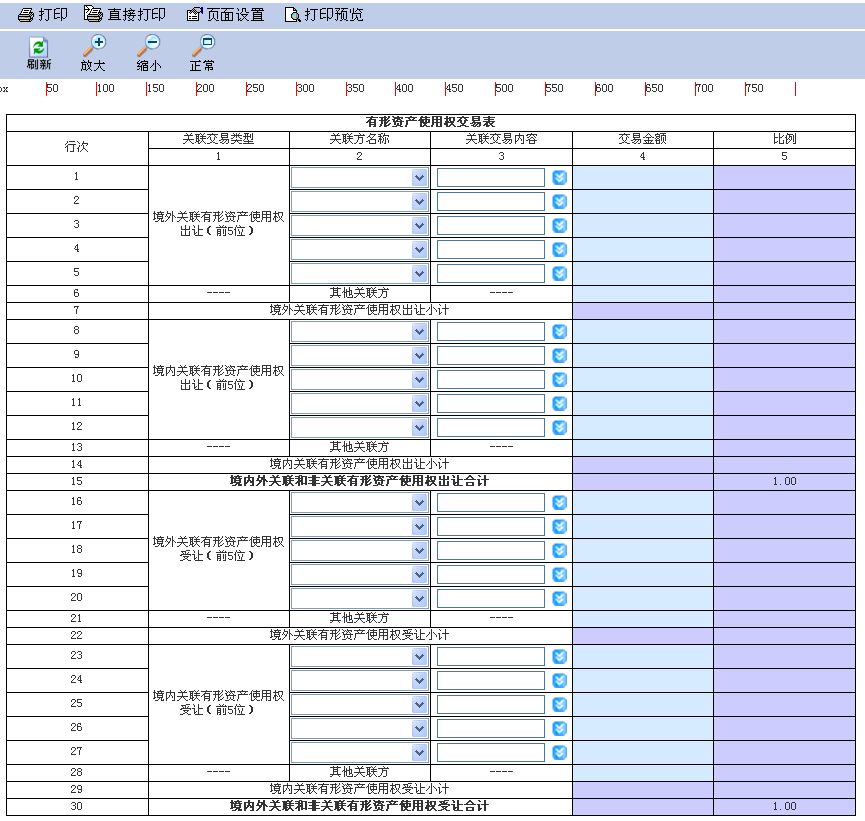 打印 直接打印 页面设置 打印预览
刷新 放大 缩小 正常
ox 50 100 150 200 250 300 350 400 450 500 550 600 650 700 750
有形资产使用权交易表
行次 关联交易类型 关联方名称 关联交易内容 交易金额 比例
1 2 3 4 5
1
2
3
境外关联有形资产使用权
出让(前5位)
4
5
6 ---- 其他关联方 ----
7 境外关联有形资产使用权出让小计
8
9
10
境内关联有形资产使用权
出让(前5位)
11
12
13 ---- 其他关联方 ----
14 境内关联有形资产使用权出让小计
15 境内外关联和非关联有形资产使用权出让合计 1.00
16
17
18
境外关联有形资产使用权
受让(前5位)
19
20
21 ---- 其他关联方 ----
22 境外关联有形资产使用权受让小计
23
24
25
境内关联有形资产使用权
受让(前5位)
26
27
28 ---- 其他关联方 ----
29 境内关联有形资产使用权受让小计
30 境内外关联和非关联有形资产使用权受让合计 1.00